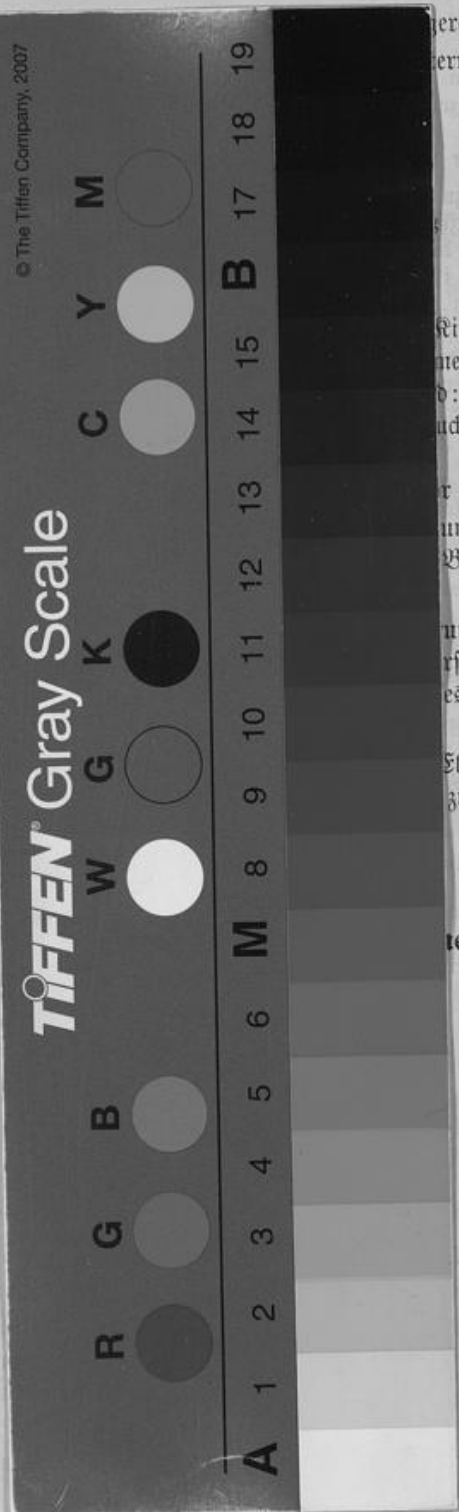 © The Tiffen Company, 2007
TIFFEN® Gray Scale
R G B W G K C Y M
A 1 2 3 4 5 6 M 8 9 10 11 12 13 14 15 B 17 18 19